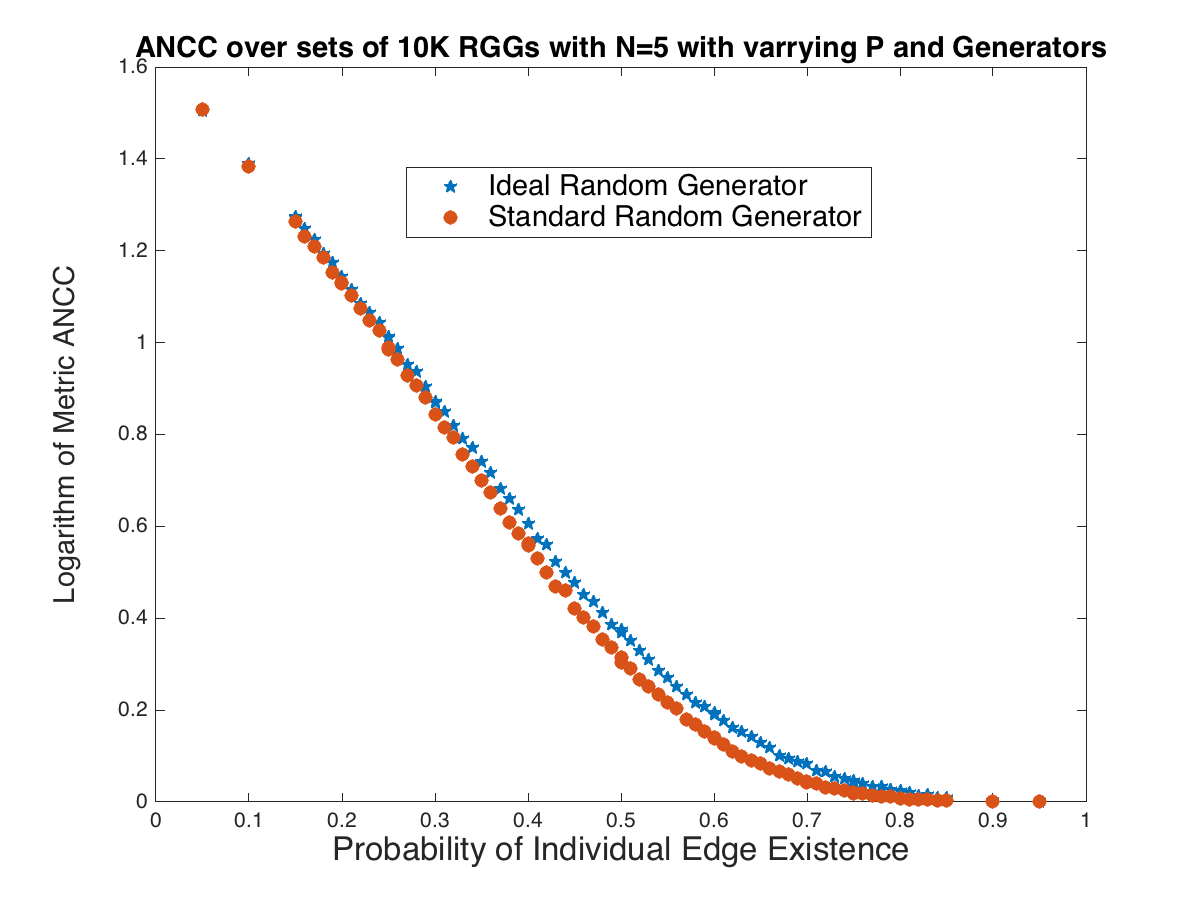 ANCC over sets of 10K RGGs with N=5 with varrying P and Generators
1.6
1.4
1.2
1
0.8
0.6
0.4
0.2
0
Logarithm of Metric ANCC
Ideal Random Generator
Standard Random Generator
0 0.1 0.2 0.3 0.4 0.5 0.6 0.7 0.8 0.9 1
Probability of Individual Edge Existence